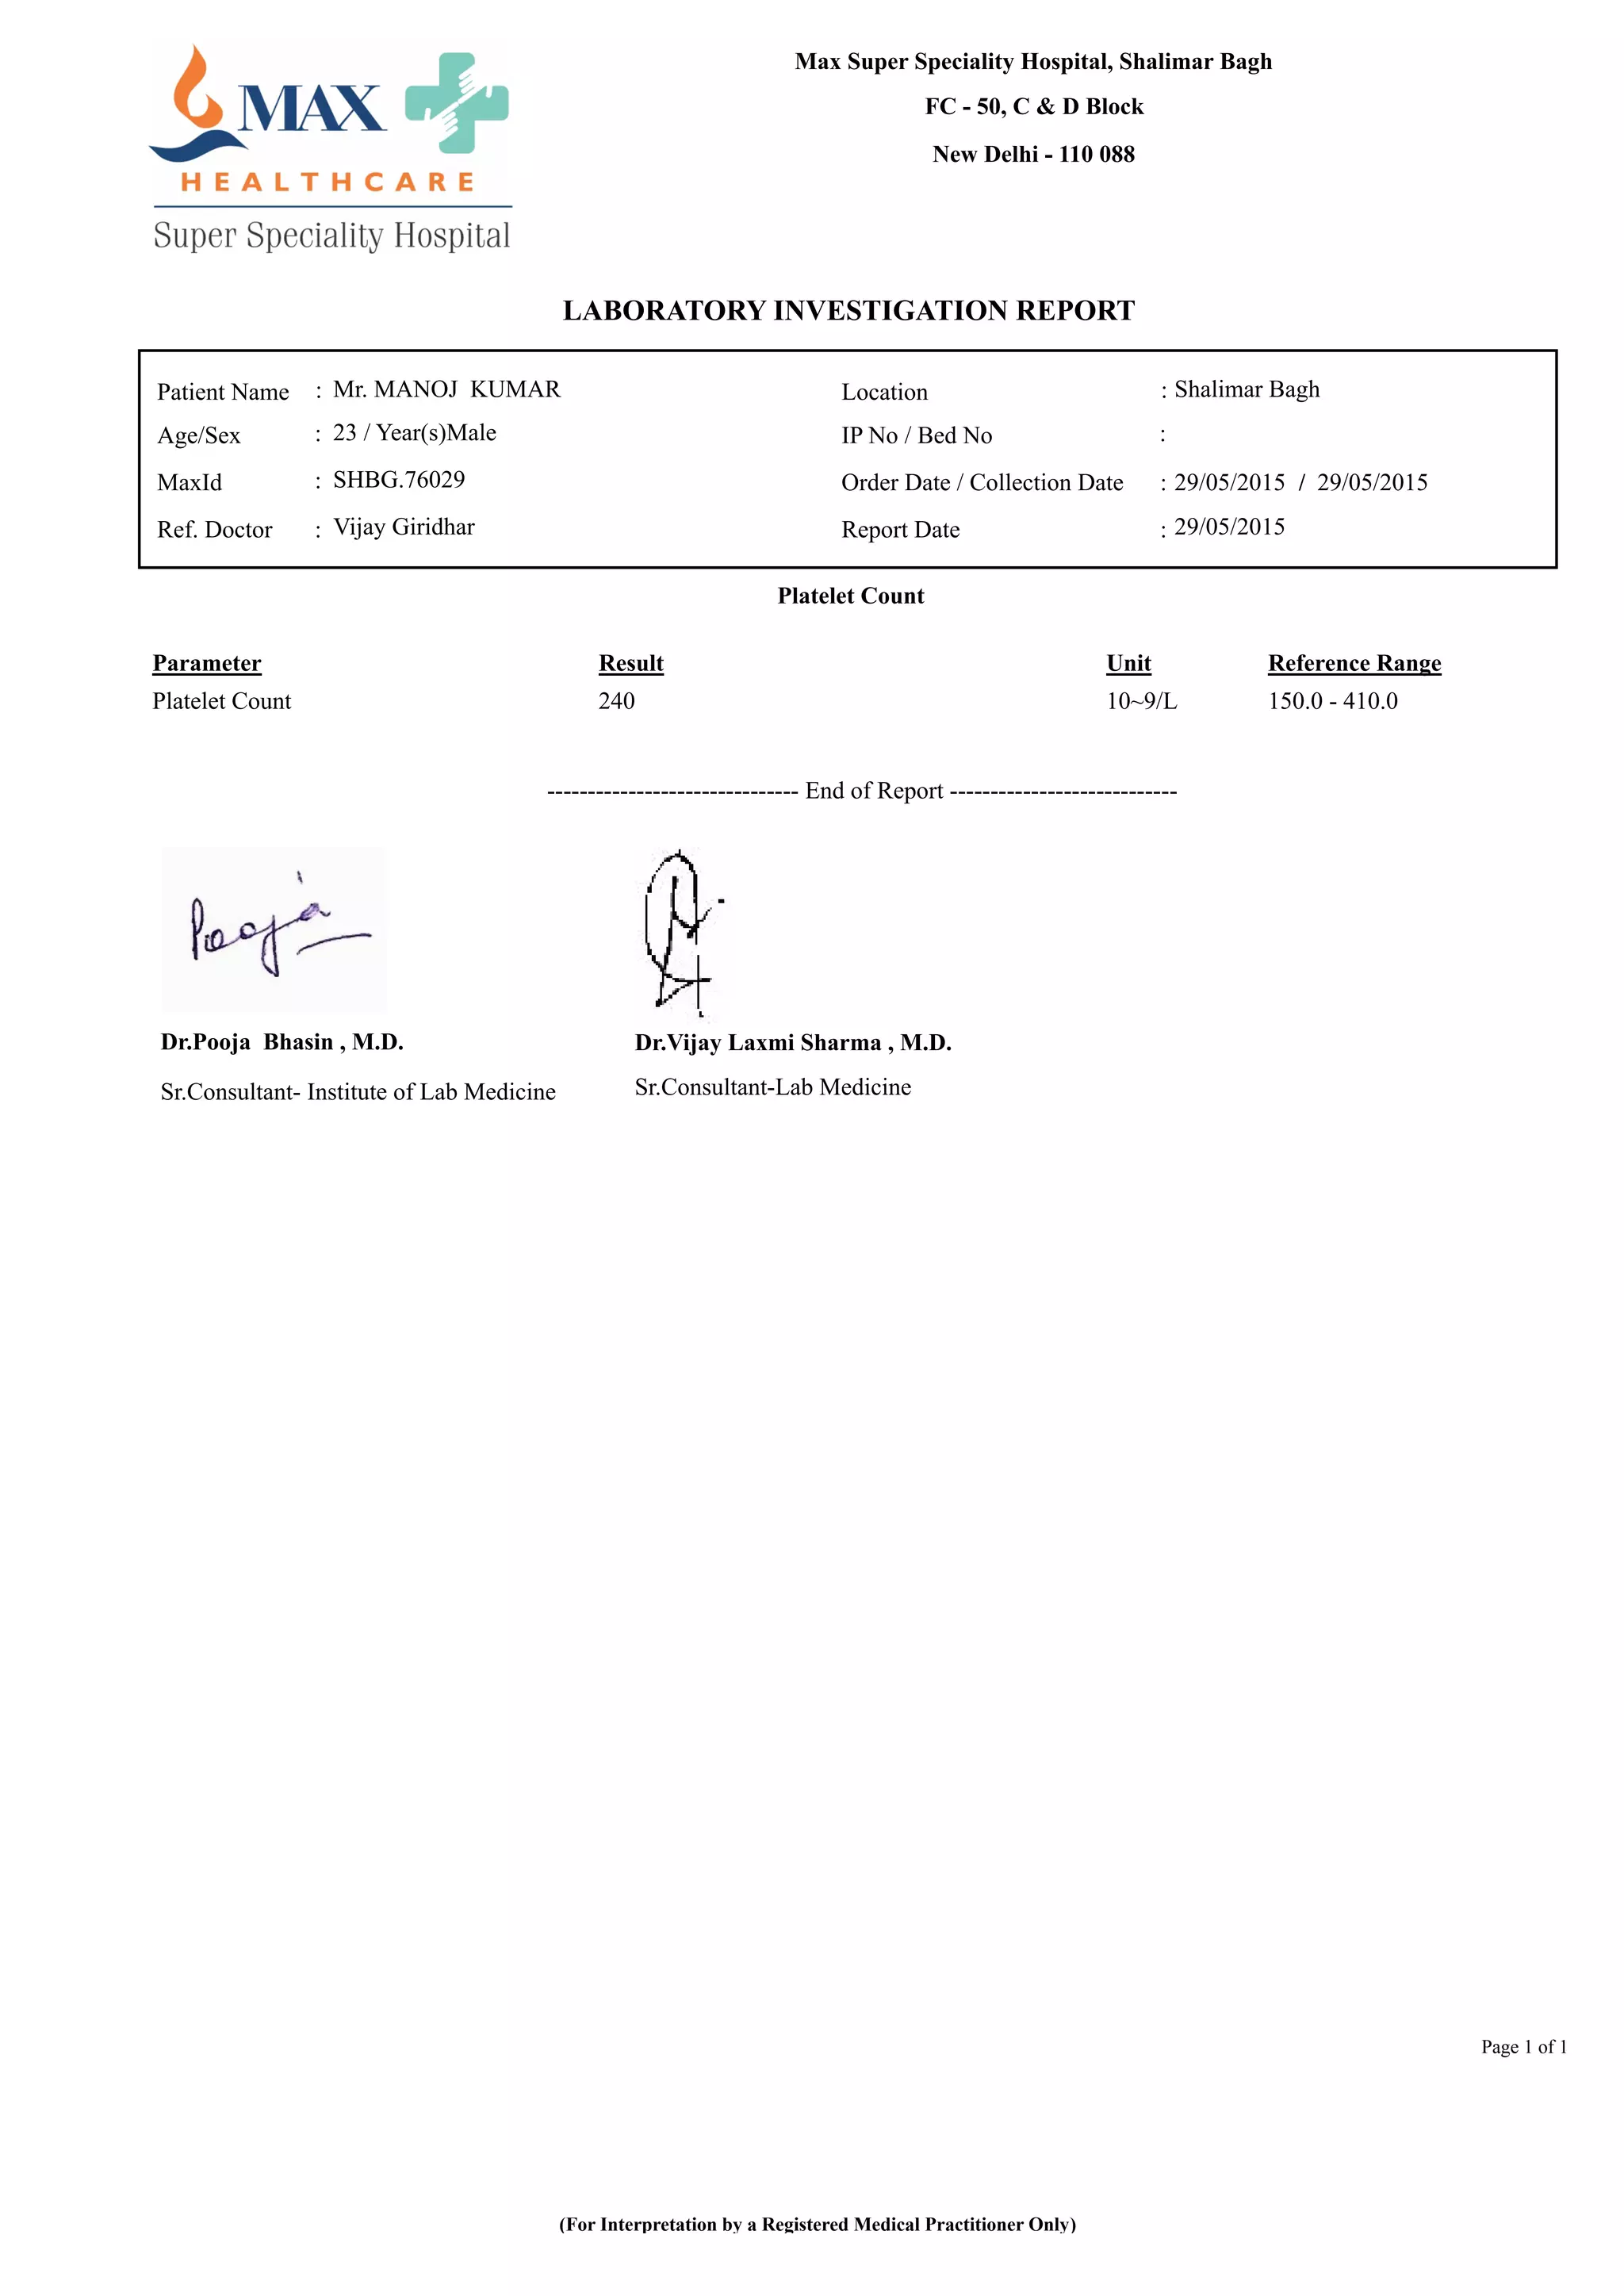 MAX
HEALTHCARE
Super Speciality Hospital
Max Super Speciality Hospital, Shalimar Bagh
FC - 50, C & D Block
New Delhi - 110 088
LABORATORY INVESTIGATION REPORT
Patient Name : Mr. MANOJ KUMAR Location : Shalimar Bagh
Age/Sex : 23 / Year(s)Male IP No / Bed No :
MaxId : SHBG.76029 Order Date / Collection Date : 29/05/2015 / 29/05/2015
Ref. Doctor : Vijay Giridhar Report Date : 29/05/2015
Platelet Count
Parameter Result Unit Reference Range
Platelet Count 240 10~9/L 150.0 - 410.0
------------------------------- End of Report ----------------------------
Pooja
Dr.Pooja Bhasin , M.D. Dr.Vijay Laxmi Sharma , M.D.
Sr.Consultant- Institute of Lab Medicine Sr.Consultant-Lab Medicine
Page 1 of 1
(For Interpretation by a Registered Medical Practitioner Only)